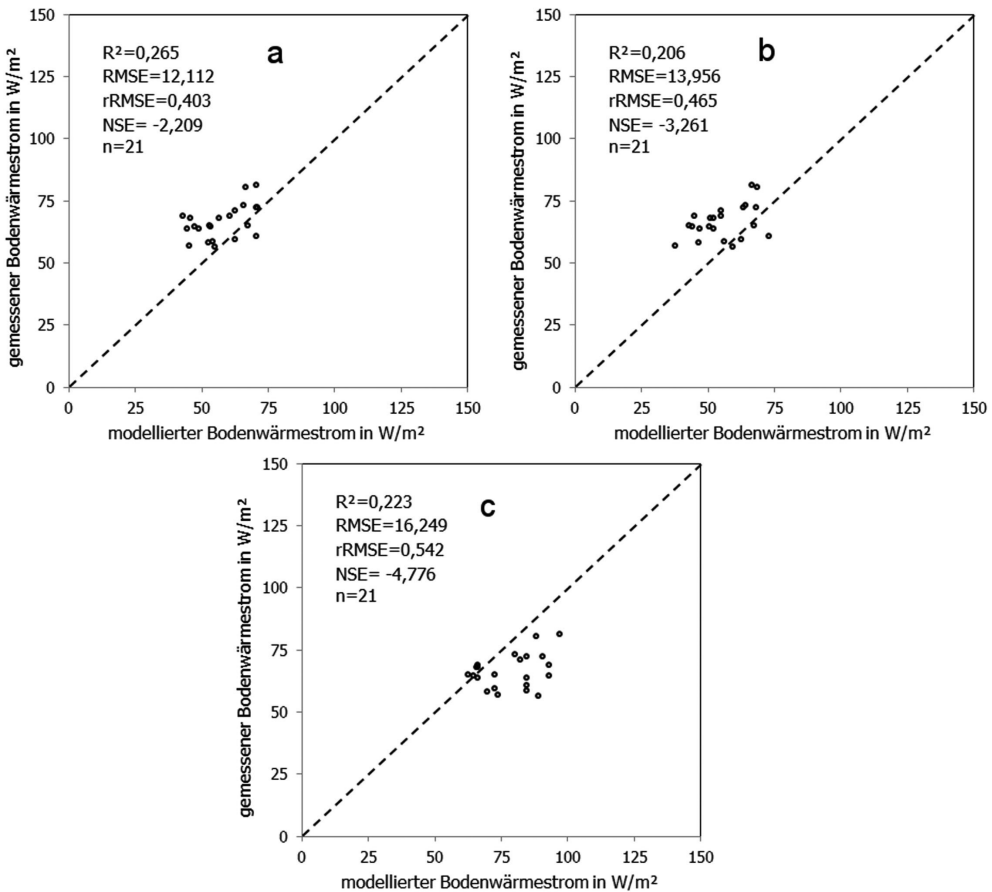 a
R²=0,265
RMSE=12,112
rRMSE=0,403
NSE= -2,209
n=21
150
125
100
75
50
25
0
gemessener Bodenwärmestrom in W/m²
0 25 50 75 100 125 150
modellierter Bodenwärmestrom in W/m²
b
R²=0,206
RMSE=13,956
rRMSE=0,465
NSE= -3,261
n=21
150
125
100
75
50
25
0
gemessener Bodenwärmestrom in W/m²
0 25 50 75 100 125 150
modellierter Bodenwärmestrom in W/m²
c
R²=0,223
RMSE=16,249
rRMSE=0,542
NSE= -4,776
n=21
150
125
100
75
50
25
0
gemessener Bodenwärmestrom in W/m²
0 25 50 75 100 125 150
modellierter Bodenwärmestrom in W/m²